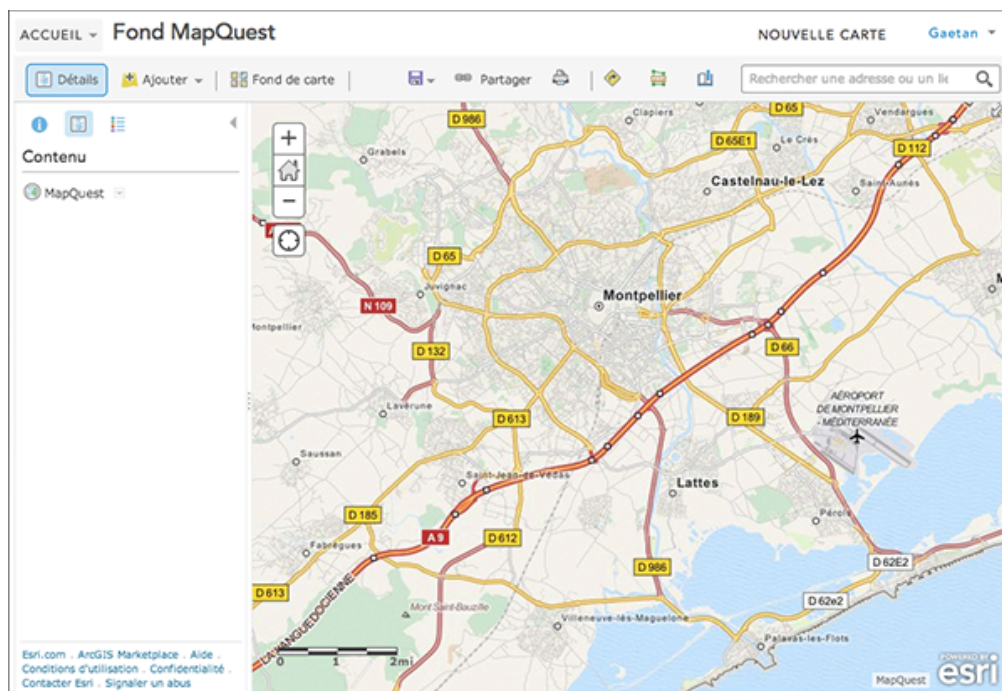 ACCUEIL
Fond MapQuest
NOUVELLE CARTE
Gaetan
Détails
Ajouter
Fond de carte
Partager
Rechercher une adresse ou un lie
Contenu
MapQuest
D 986
Clapiers
D 65
Vendargues
Grabels
D 65E1
Le Crès
D 112
Castelnau-le-Lez
Saint-Aunès
A
D 65
Juvignac
N 109
Montpellier
M
Montpellier
D 132
D 66
Lavérune
D 613
D 189
AÉROPORT
DE MONTPELLIER
- MÉDITERRANÉE
Saussan
Saint-Jean-de-Védas
Lattes
D 185
Pérols
A 9
D 612
Fabrègues
D 986
D 62E2
D 613
LA LANGUEDOCIENNE
Mont Saint-Bauzille
D 62e2
Villeneuve-lès-Maguelone
Palavas-les-Flots
0 1 2mi
Esri.com . ArcGIS Marketplace . Aide .
Conditions d'utilisation . Confidentialité .
Contacter Esri . Signaler un abus
MapQuest
POWERED BY
esri